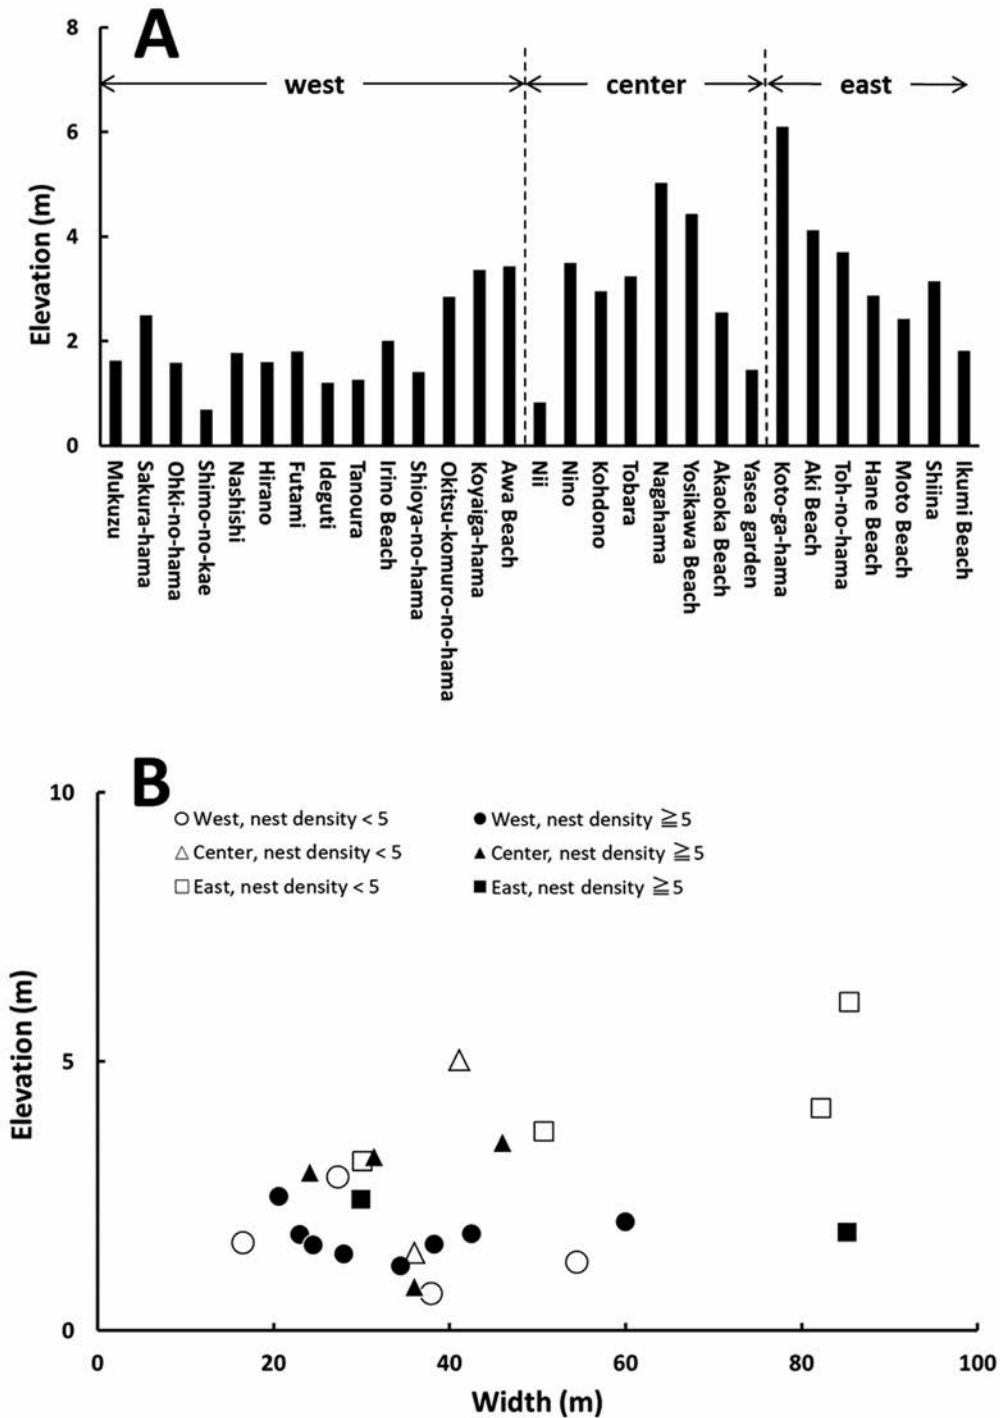 A
8
6
4
2
0
Elevation (m)
west
center
east
Mukuzu
Sakura-hama
Ohki-no-hama
Shimo-no-kae
Nashishi
Hirano
Futami
Ideguti
Tanoura
Irino Beach
Shioya-no-hama
Okitsu-komuro-no-hama
Koyaiga-hama
Awa Beach
Nii
Nino
Kohdono
Tobara
Nagahama
Yosikawa Beach
Akaoka Beach
Yasea garden
Koto-ga-hama
Aki Beach
Toh-no-hama
Hane Beach
Moto Beach
Shiina
Ikumi Beach
B
10
5
0
Elevation (m)
West, nest density < 5
West, nest density ≧ 5
Center, nest density < 5
Center, nest density ≧ 5
East, nest density < 5
East, nest density ≧ 5
0 20 40 60 80 100
Width (m)